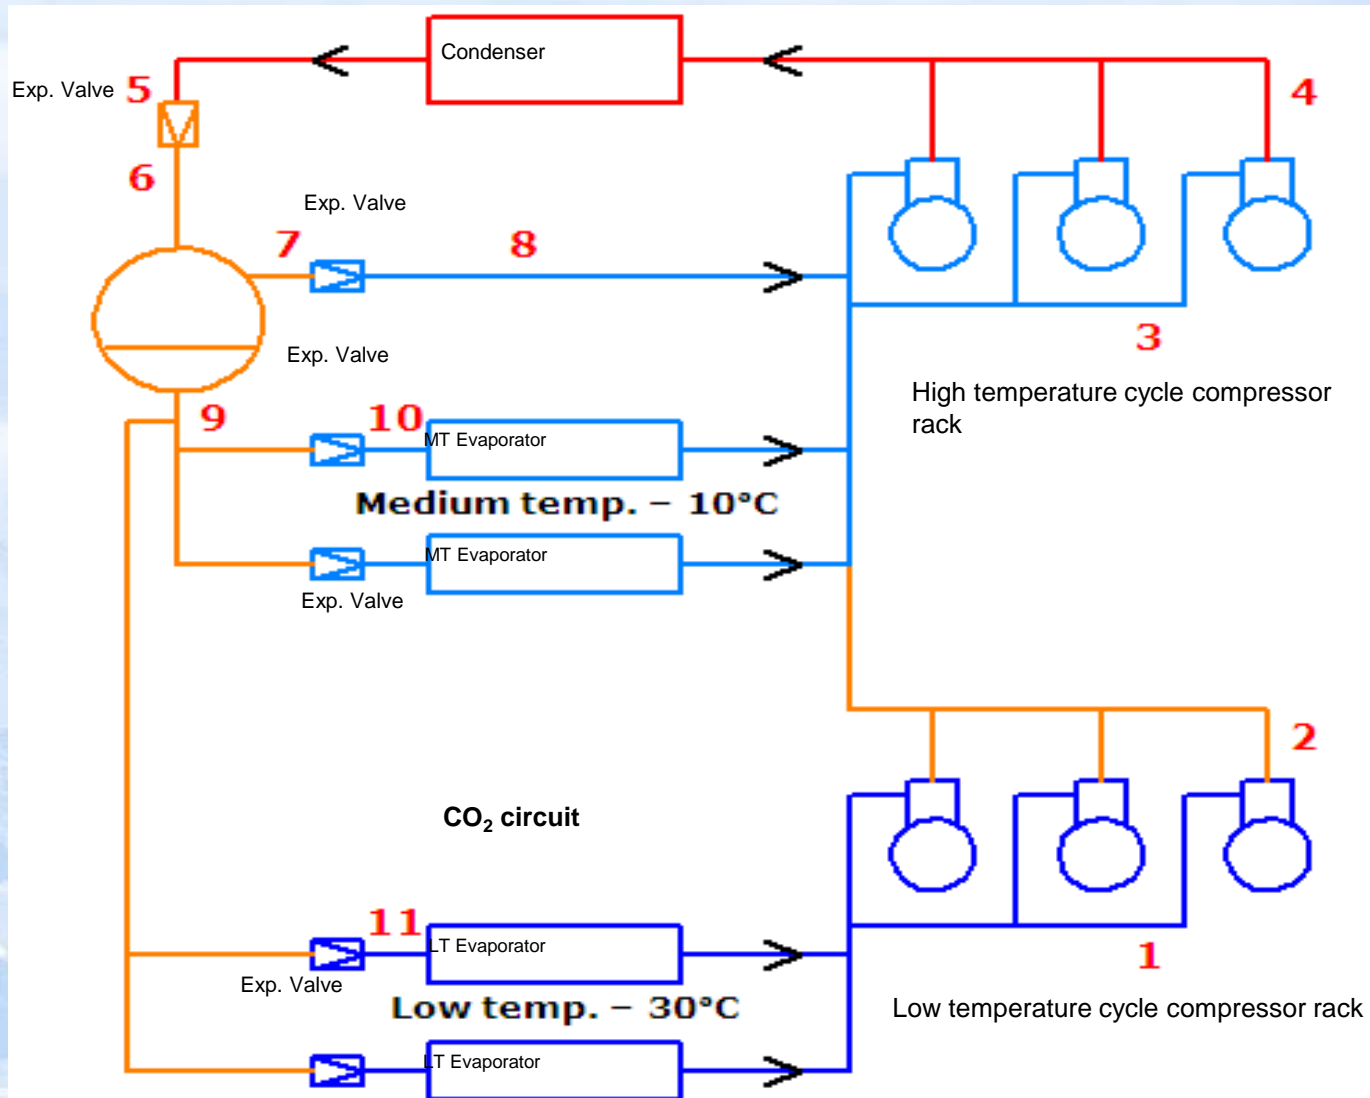 Condenser
Exp. Valve
5
4
6
Exp. Valve
7
8
3
Exp. Valve
High temperature cycle compressor
rack
9
10
MT Evaporator
Medium temp. – 10°C
MT Evaporator
Exp. Valve
2
CO₂ circuit
11
LT Evaporator
1
Exp. Valve
Low temp. – 30°C
Low temperature cycle compressor rack
LT Evaporator